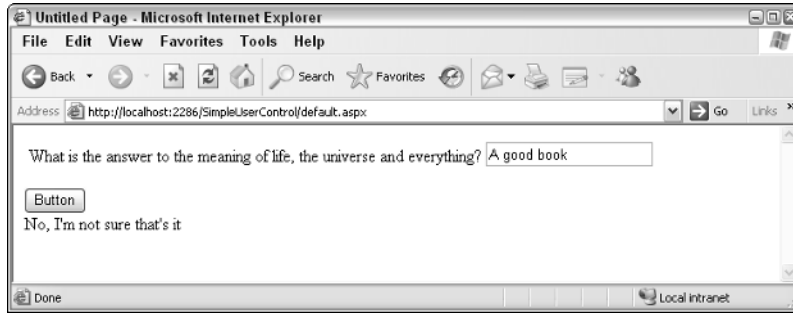 Untitled Page - Microsoft Internet Explorer
File Edit View Favorites Tools Help
Back Search Favorites
Address http://localhost:2286/SimpleUserControl/default.aspx Go Links »
What is the answer to the meaning of life, the universe and everything? A good book
Button
No, I'm not sure that's it
Done Local intranet